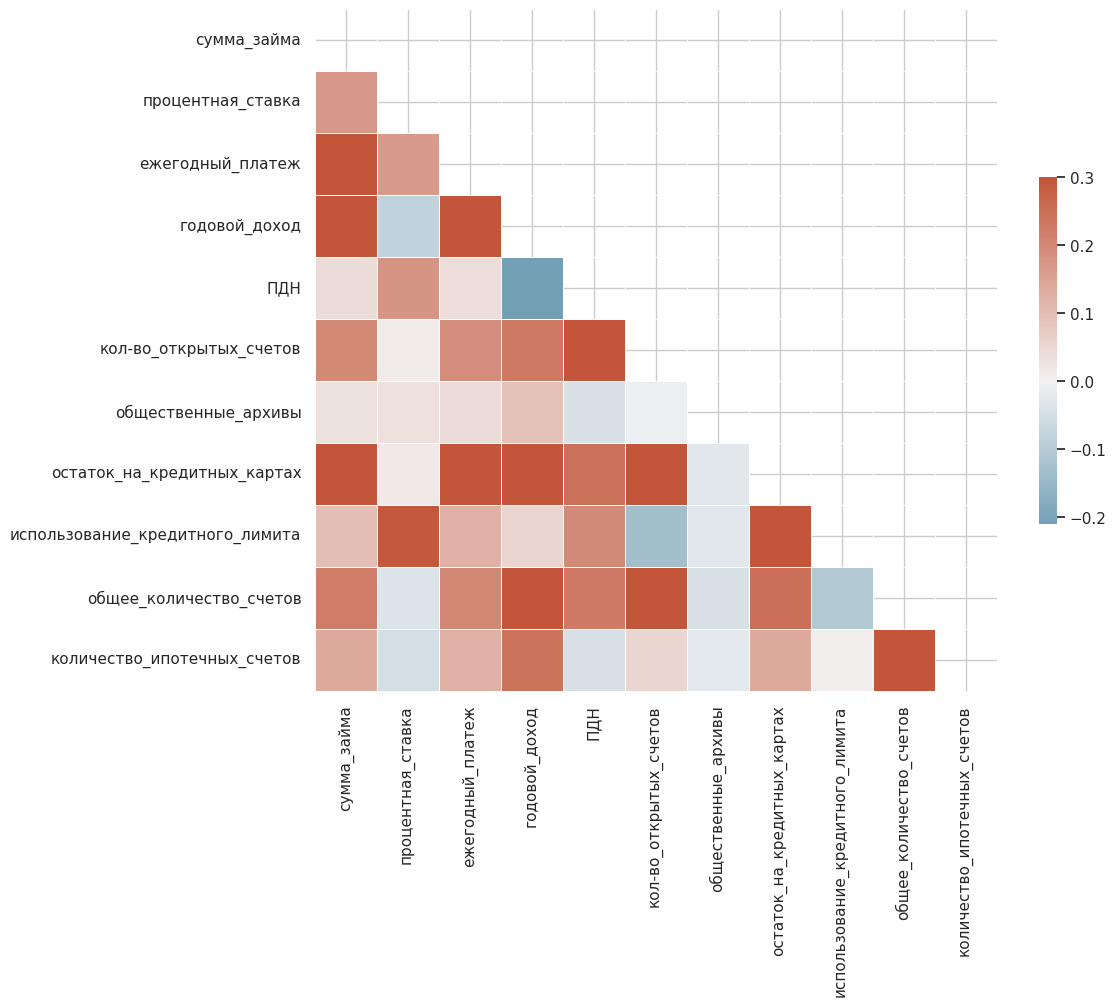 сумма_займа
процентная_ставка
ежегодный_платеж
годовой_доход
ПДН
кол-во_открытых_счетов
общественные_архивы
остаток_на_кредитных_картах
использование_кредитного_лимита
общее_количество_счетов
количество_ипотечных_счетов
сумма_займа
процентная_ставка
ежегодный_платеж
годовой_доход
ПДН
кол-во_открытых_счетов
общественные_архивы
остаток_на_кредитных_картах
использование_кредитного_лимита
общее_количество_счетов
количество_ипотечных_счетов
0.3
0.2
0.1
0.0
−0.1
−0.2